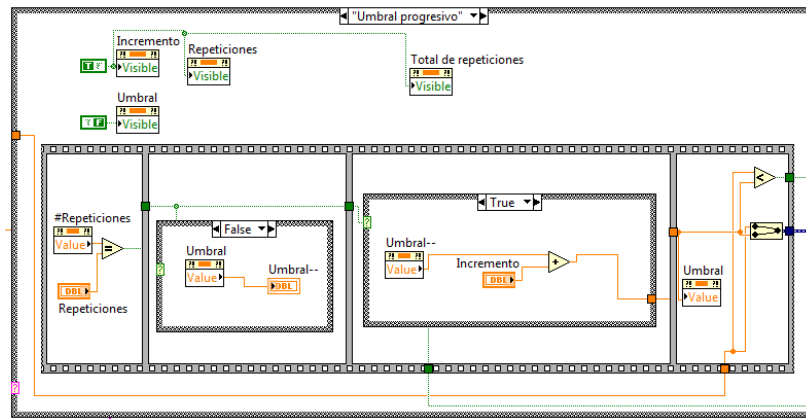 "Umbral progresivo"
Incremento
Visible
Repeticiones
Visible
Total de repeticiones
Visible
T F
Umbral
Visible
T F
#Repeticiones
Value
=
DBL
Repeticiones
False
Umbral
Value
Umbral--
DBL
?
True
Umbral--
Value
Incremento
DBL
+
?
Umbral
Value
<
?